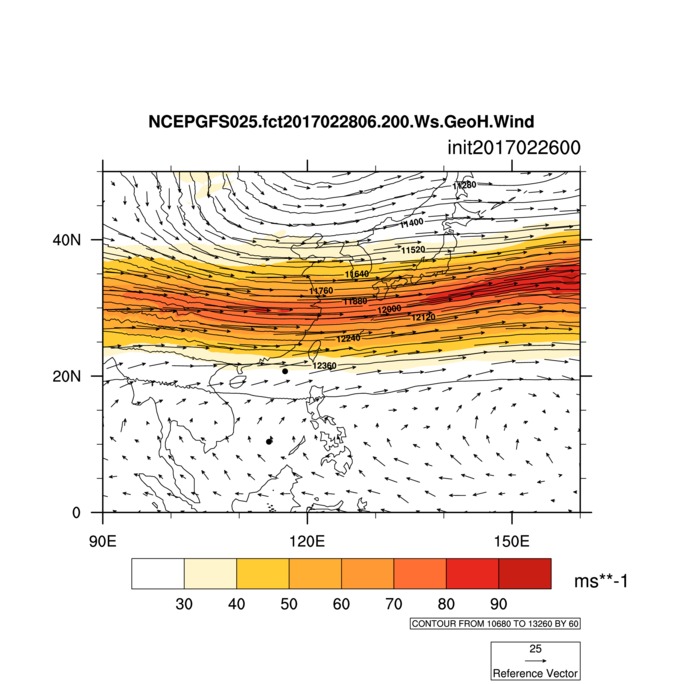 NCEPGFS025.fct2017022806.200.Ws.GeoH.Wind
init2017022600
11280
11400
40N
11520
11640
11760
11880
12000
12120
12240
12360
20N
0
90E 120E 150E
ms**-1
30 40 50 60 70 80 90
CONTOUR FROM 10680 TO 13260 BY 60
25
Reference Vector